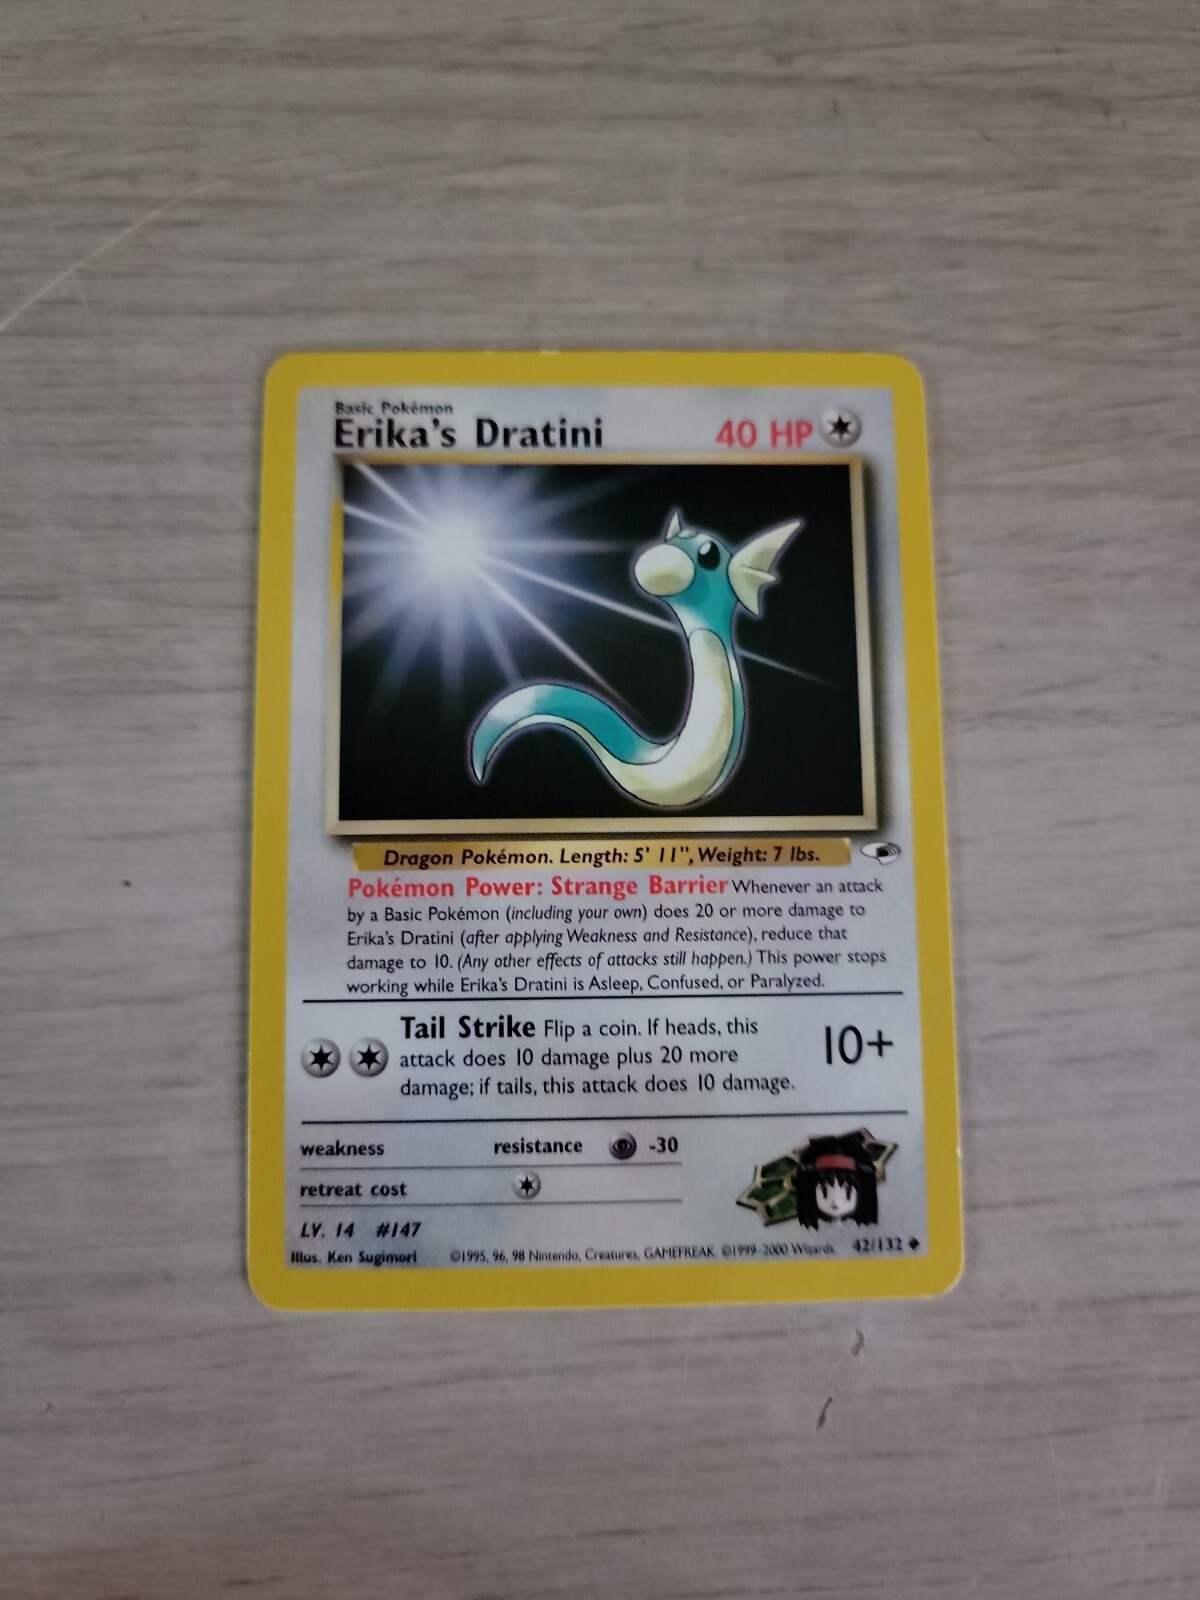 Basic Pokémon
Erika's Dratini 40 HP
Dragon Pokémon. Length: 5' 11", Weight: 7 lbs.
Pokémon Power: Strange Barrier Whenever an attack
by a Basic Pokémon (including your own) does 20 or more damage to
Erika's Dratini (after applying Weakness and Resistance), reduce that
damage to 10. (Any other effects of attacks still happen.) This power stops
working while Erika's Dratini is Asleep, Confused, or Paralyzed.
Tail Strike Flip a coin. If heads, this
attack does 10 damage plus 20 more
damage; if tails, this attack does 10 damage.
10+
weakness resistance -30
retreat cost
LV. 14 #147
Illus. Ken Sugimori ©1995, 96, 98 Nintendo, Creatures, GAMEFREAK. ©1999-2000 Wizards. 42/132